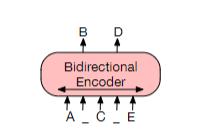 B D
Bidirectional
Encoder
A _ C _ E